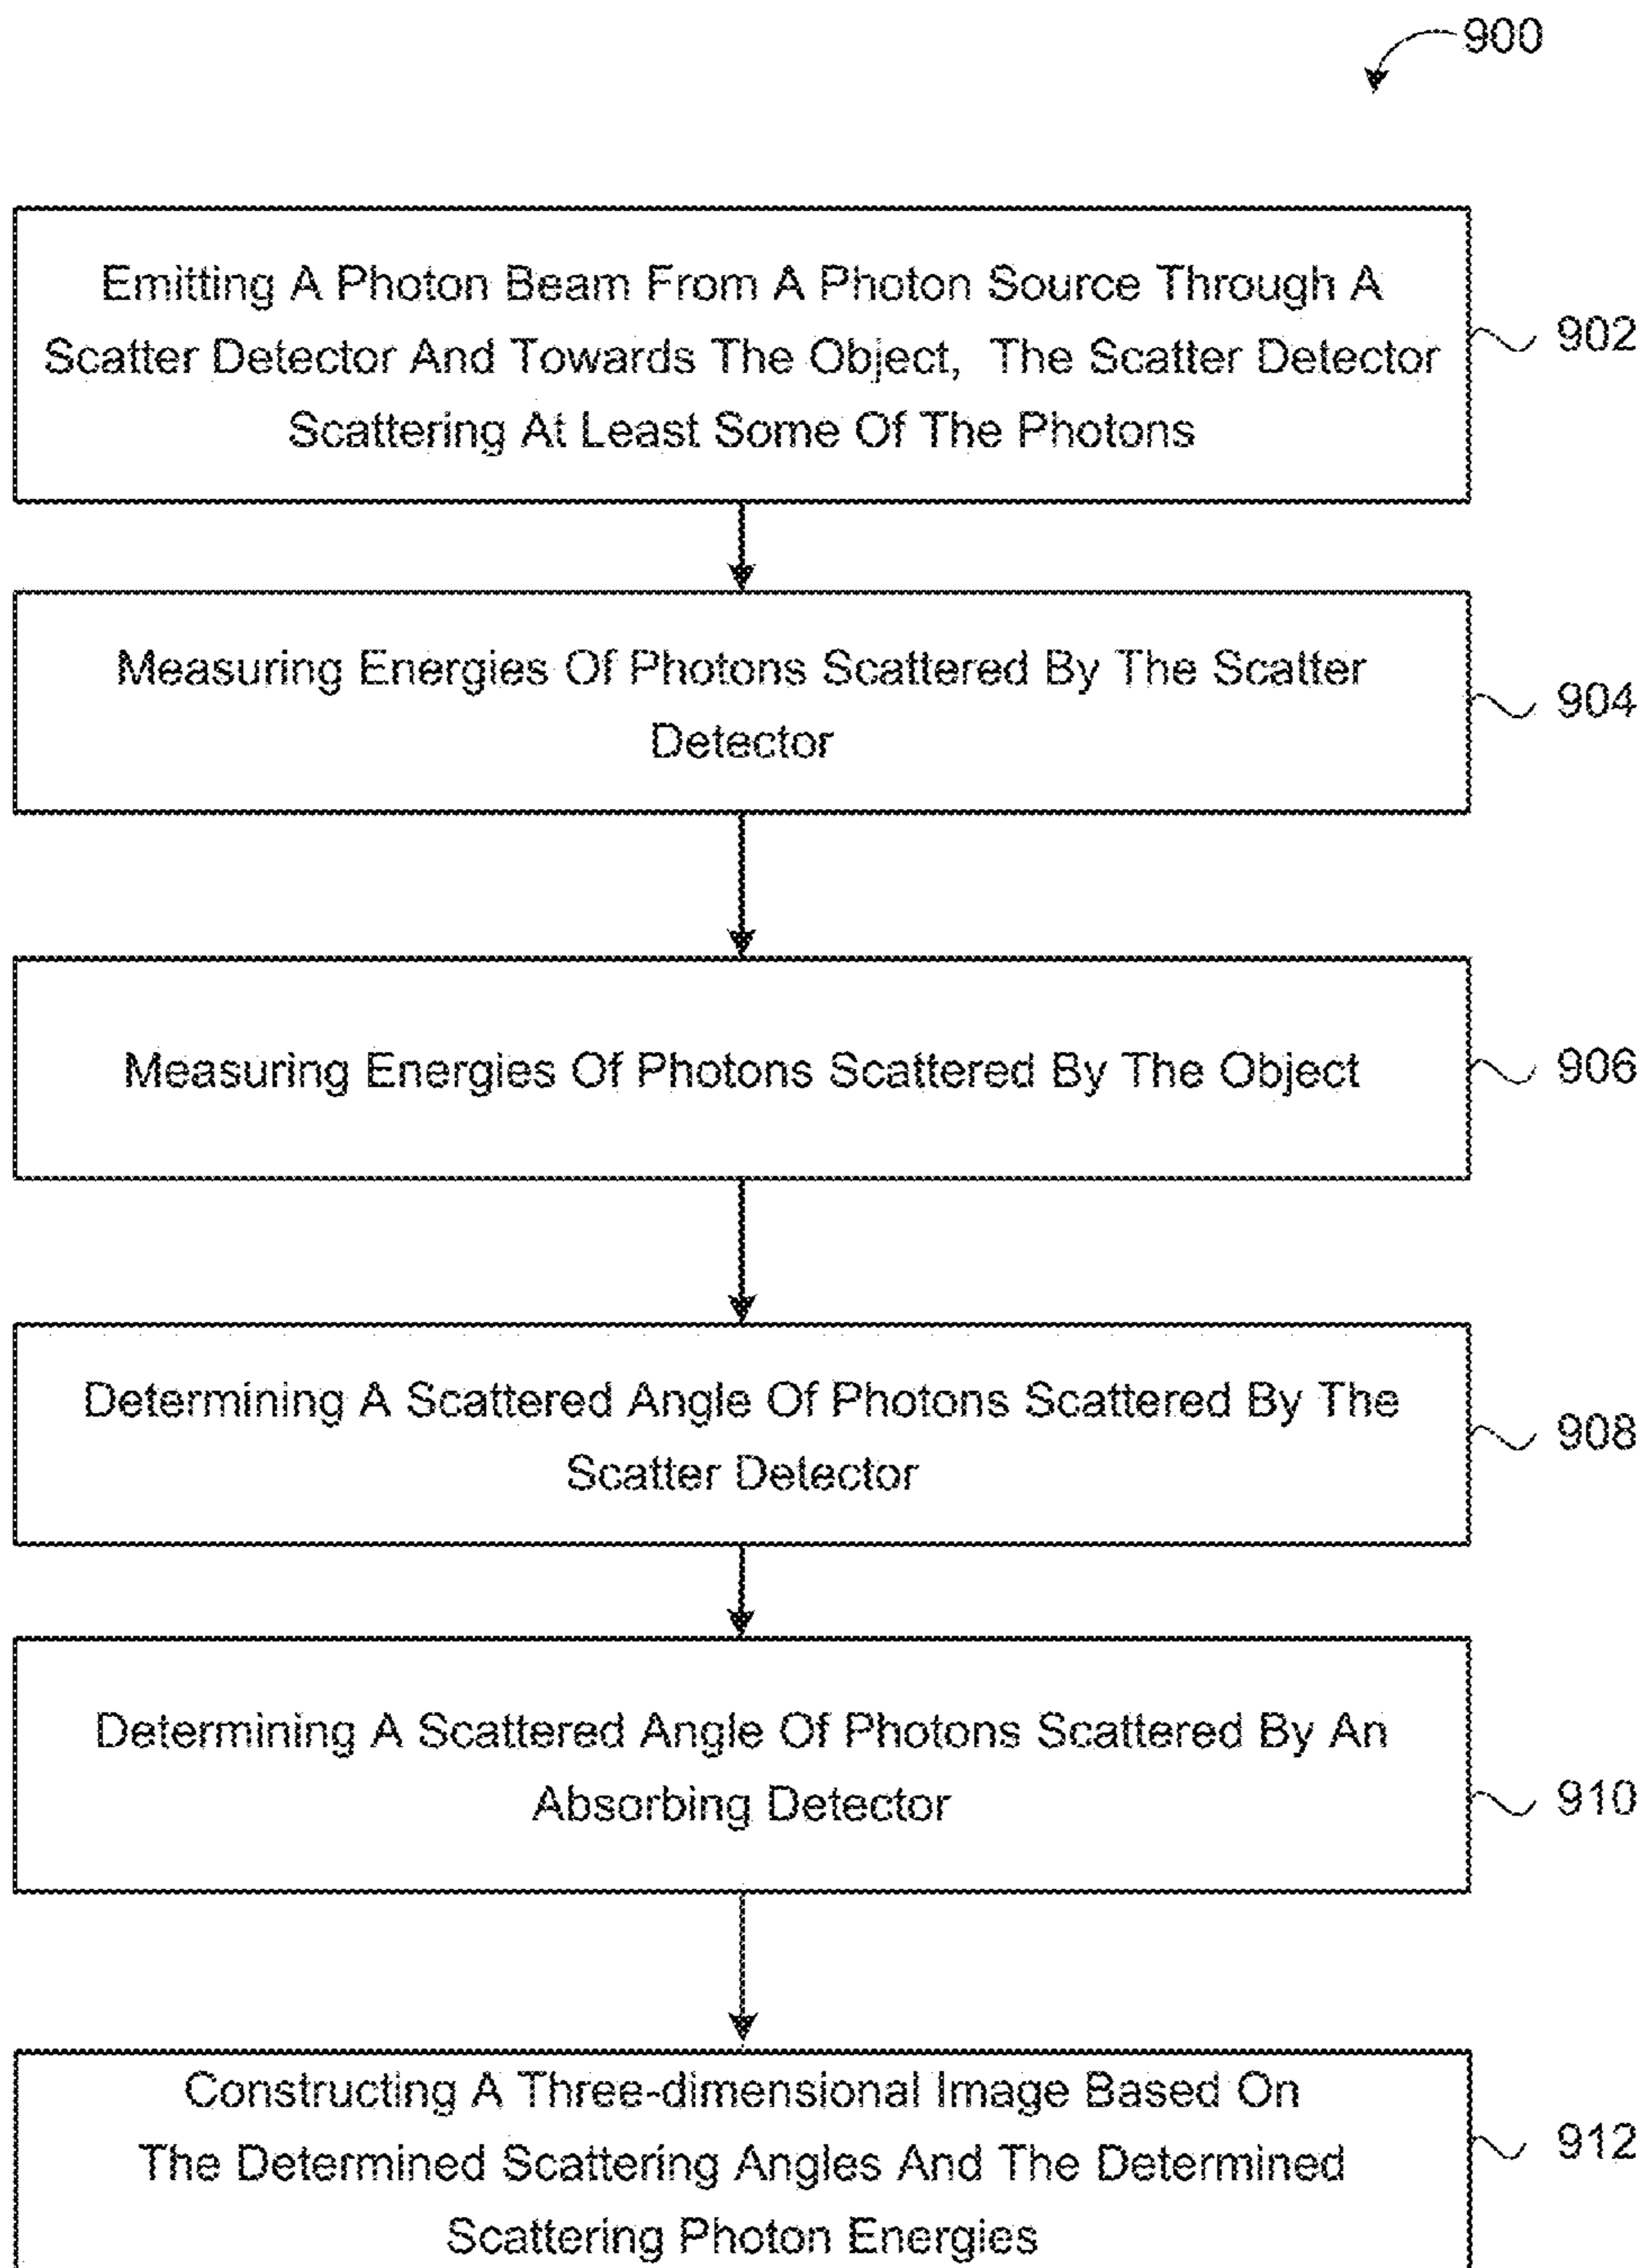 900
Emitting A Photon Beam From A Photon Source Through A
Scatter Detector And Towards The Object, The Scatter Detector
Scattering At Least Some Of The Photons
902
Measuring Energies Of Photons Scattered By The Scatter
Detector
904
Measuring Energies Of Photons Scattered By The Object
906
Determining A Scattered Angle Of Photons Scattered By The
Scatter Detector
908
Determining A Scattered Angle Of Photons Scattered By An
Absorbing Detector
910
Constructing A Three-dimensional Image Based On
The Determined Scattering Angles And The Determined
Scattering Photon Energies
912